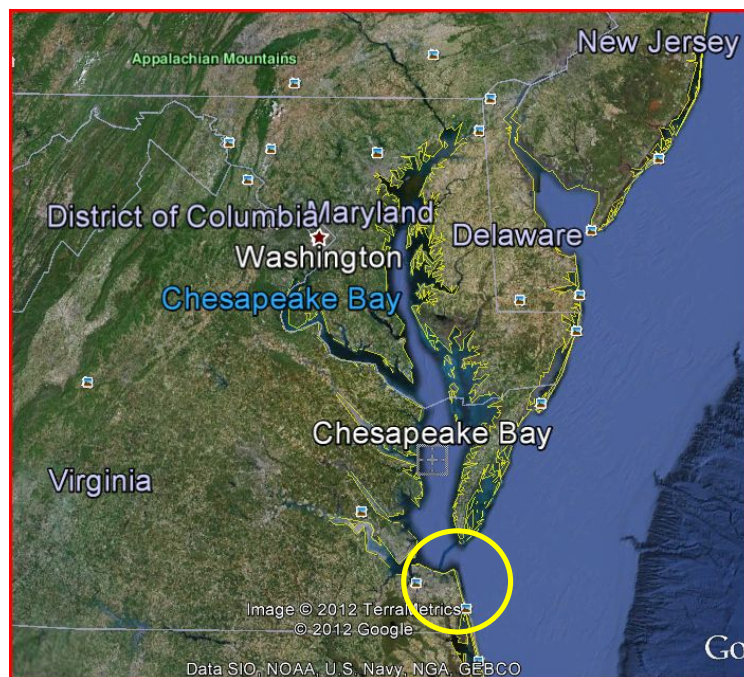 New Jersey
Appalachian Mountains
District of Columbia
Maryland
Washington
Delaware
Chesapeake Bay
Chesapeake Bay
Virginia
Image © 2012 TerraMetrics
© 2012 Google
Data SIO, NOAA, U.S. Navy, NGA, GEBCO
Go